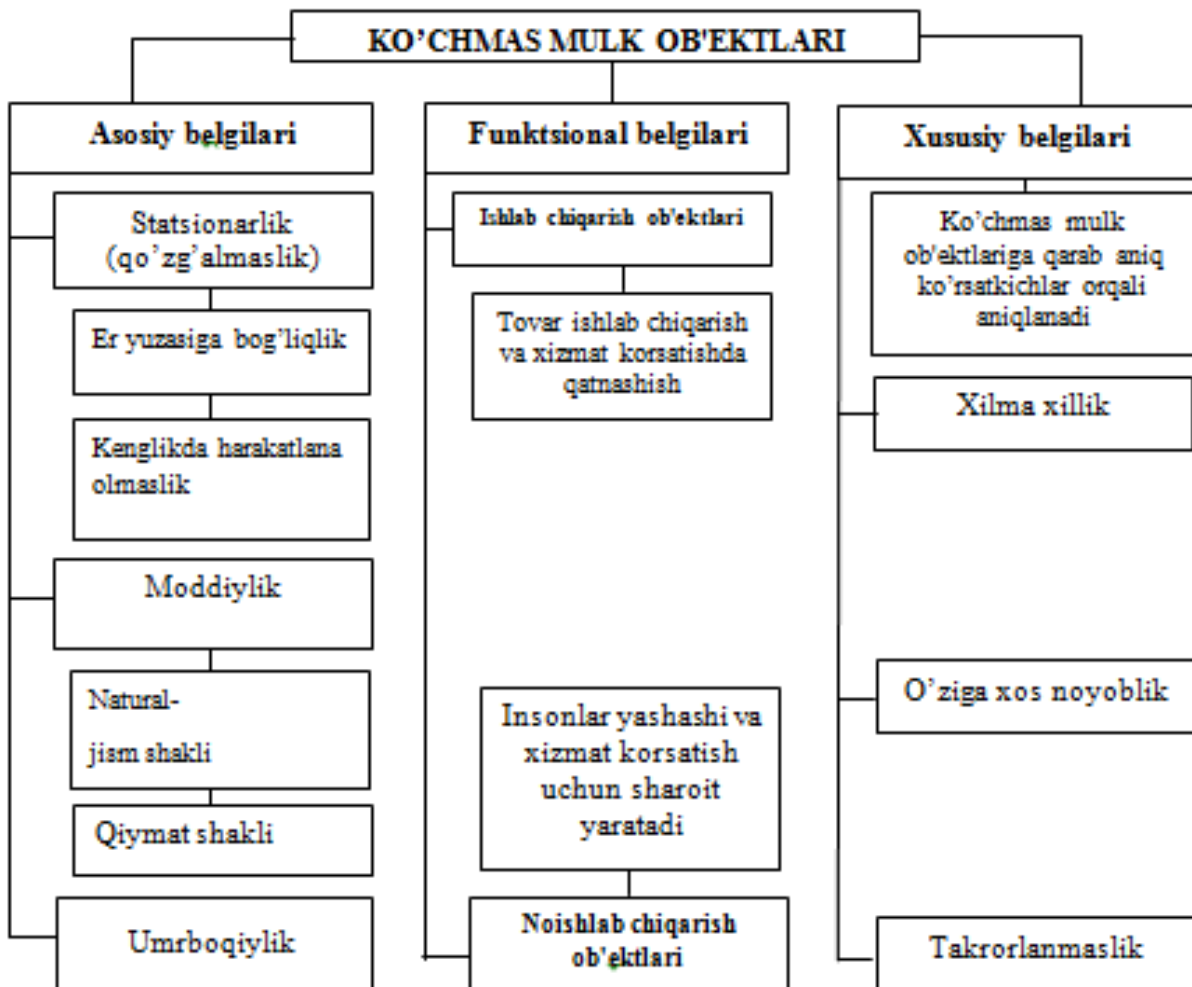 KO’CHMAS MULK OB'EKTLARI
Asosiy belgilari
Statsionarlik
(qo’zg’almaslik)
Er yuzasiga bog’liqlik
Kenglikda harakatlana
olmaslik
Moddiylik
Natural-
jism shakli
Qiymat shakli
Umrboqiylik
Funktsional belgilari
Ishlab chiqarish ob'ektlari
Tovar ishlab chiqarish
va xizmat korsatishda
qatnashish
Insonlar yashashi va
xizmat korsatish
uchun sharoit
yaratadi
Noishlab chiqarish
ob'ektlari
Xususiy belgilari
Ko’chmas mulk
ob'ektlariga qarab aniq
ko’rsatkichlar orqali
aniqlanadi
Xilma xillik
O’ziga xos noyoblik
Takrorlanmaslik